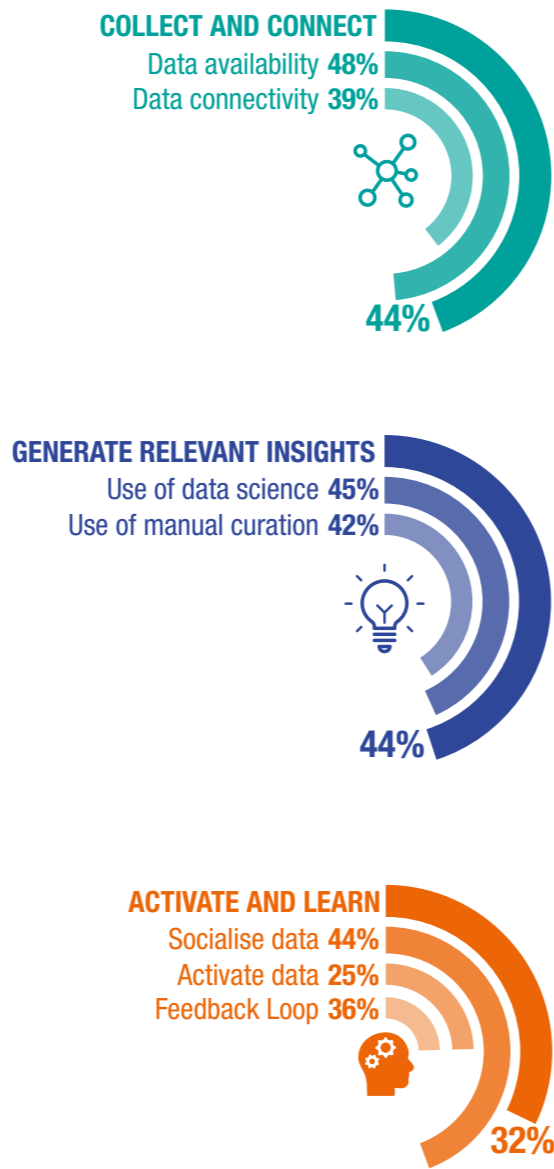 COLLECT AND CONNECT
Data availability 48%
Data connectivity 39%
44%
GENERATE RELEVANT INSIGHTS
Use of data science 45%
Use of manual curation 42%
44%
ACTIVATE AND LEARN
Socialise data 44%
Activate data 25%
Feedback Loop 36%
32%